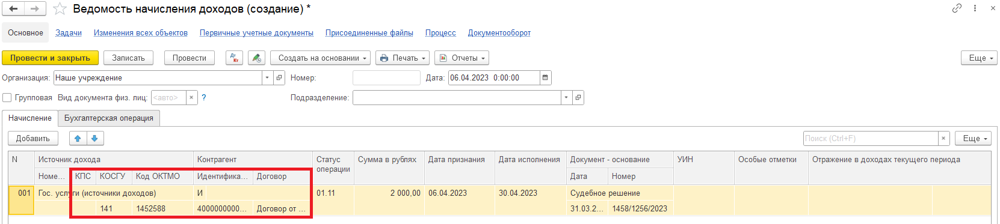 Ведомость начисления доходов (создание) *
Основное Задачи Изменения всех объектов Первичные учетные документы Присоединенные файлы Процесс Документооборот
Провести и закрыть Записать Провести Дт Кт Создать на основании Печать Отчеты Еще
Организация: Наше учреждение Номер: Дата: 06.04.2023 0:00:00
Групповая Вид документа физ. лиц: <авто> × ? Подразделение:
Начисление Бухгалтерская операция
Добавить Поиск (Ctrl+F) × Еще
N Источник дохода Контрагент Статус операции Сумма в рублях Дата признания Дата исполнения Документ - основание УИН Особые отметки Отражение в доходах текущего периода
Номе... КПС КОСГУ Код ОКТМО Идентифика... Договор Дата Номер
001 Гос. услуги (источники доходов) И 01.11 2 000,00 06.04.2023 30.04.2023 Судебное решение
141 1452588 4000000000... Договор от ... 31.03.2... 1458/1256/2023